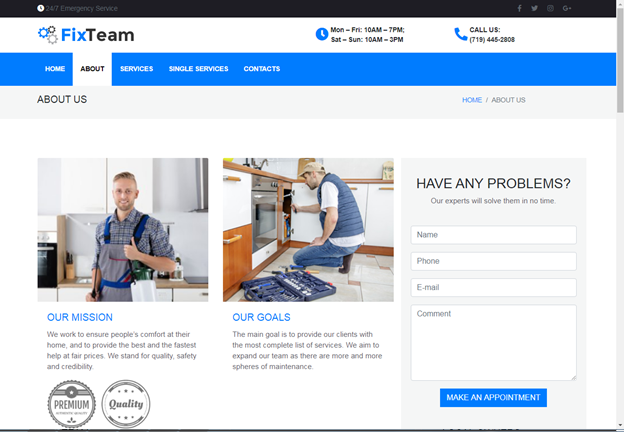 24/7 Emergency Service
FixTeam
Mon – Fri: 10AM – 7PM;
Sat – Sun: 10AM – 3PM
CALL US:
(719) 445-2808
HOME
ABOUT
SERVICES
SINGLE SERVICES
CONTACTS
ABOUT US
HOME / ABOUT US
OUR MISSION
We work to ensure people's comfort at their
home, and to provide the best and the fastest
help at fair prices. We stand for quality, safety
and credibility.
PREMIUM
Quality
OUR GOALS
The main goal is to provide our clients with
the most complete list of services. We aim to
expand our team as there are more and more
spheres of maintenance.
HAVE ANY PROBLEMS?
Our experts will solve them in no time.
Name
Phone
E-mail
Comment
MAKE AN APPOINTMENT